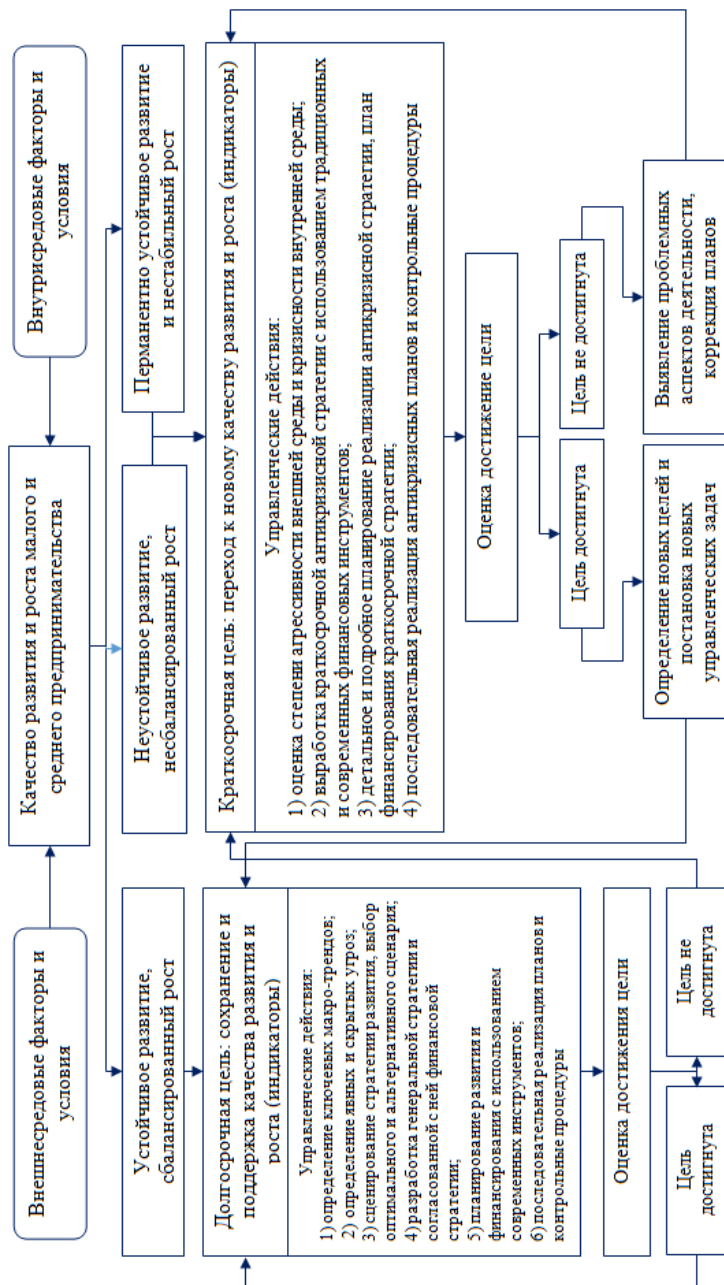 Внешнесредовые факторы и
условия
Качество развития и роста малого и
среднего предпринимательства
Внутрисредовые факторы и
условия
Устойчивое развитие,
сбалансированный рост
Неустойчивое развитие,
несбалансированный рост
Перманентно устойчивое развитие
и нестабильный рост
Долгосрочная цель: сохранение и
поддержка качества развития и
роста (индикаторы)
Управленческие действия:
1) определение ключевых макро-трендов;
2) определение явных и скрытых угроз;
3) сценирование стратегии развития, выбор
оптимального и альтернативного сценария;
4) разработка генеральной стратегии и
согласованной с ней финансовой
стратегии;
5) планирование развития и
финансирования с использованием
современных инструментов;
6) последовательная реализация планов и
контрольные процедуры
Оценка достижения цели
Цель
достигнута
Цель не
достигнута
Краткосрочная цель: переход к новому качеству развития и роста (индикаторы)
Управленческие действия:
1) оценка степени агрессивности внешней среды и кризисности внутренней среды;
2) выработка краткосрочной антикризисной стратегии с использованием традиционных
и современных финансовых инструментов;
3) детальное и подробное планирование реализации антикризисной стратегии, план
финансирования краткосрочной стратегии;
4) последовательная реализация антикризисных планов и контрольные процедуры
Оценка достижение цели
Цель достигнута
Цель не достигнута
Определение новых целей и
постановка новых
управленческих задач
Выявление проблемных
аспектов деятельности,
коррекция планов